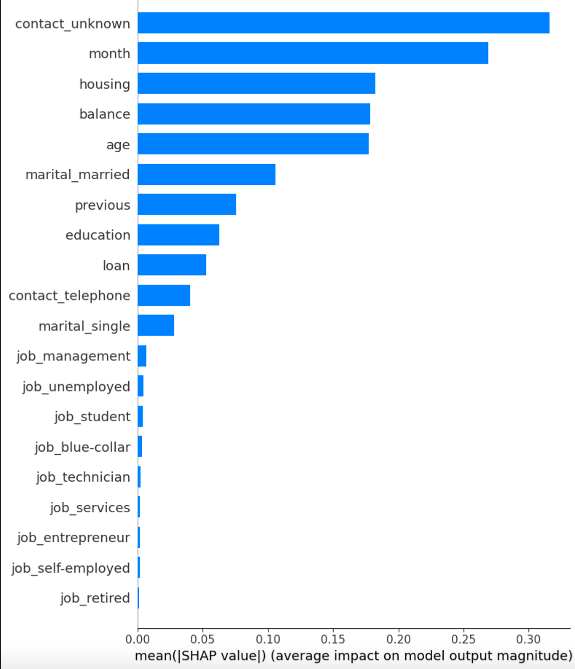 contact_unknown
month
housing
balance
age
marital_married
previous
education
loan
contact_telephone
marital_single
job_management
job_unemployed
job_student
job_blue-collar
job_technician
job_services
job_entrepreneur
job_self-employed
job_retired
0.00 0.05 0.10 0.15 0.20 0.25 0.30
mean(|SHAP value|) (average impact on model output magnitude)